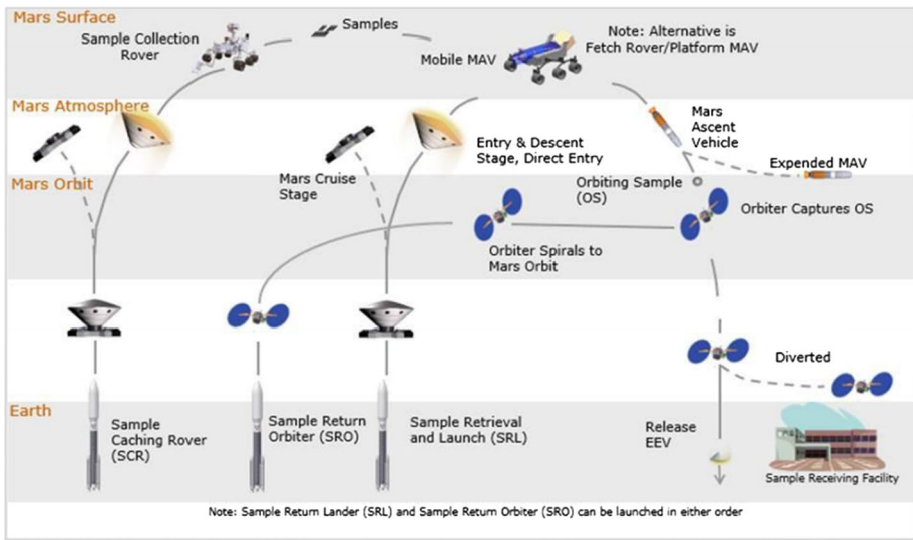 Mars Surface
Sample Collection
Rover
Samples
Mobile MAV
Note: Alternative is
Fetch Rover/Platform MAV
Mars Atmosphere
Mars Cruise
Stage
Entry & Descent
Stage, Direct Entry
Mars
Ascent
Vehicle
Expended MAV
Mars Orbit
Orbiting Sample
(OS)
Orbiter Captures OS
Orbiter Spirals to
Mars Orbit
Diverted
Earth
Sample
Caching Rover
(SCR)
Sample Return
Orbiter (SRO)
Sample Retrieval
and Launch (SRL)
Release
EEV
Sample Receiving Facility
Note: Sample Return Lander (SRL) and Sample Return Orbiter (SRO) can be launched in either order